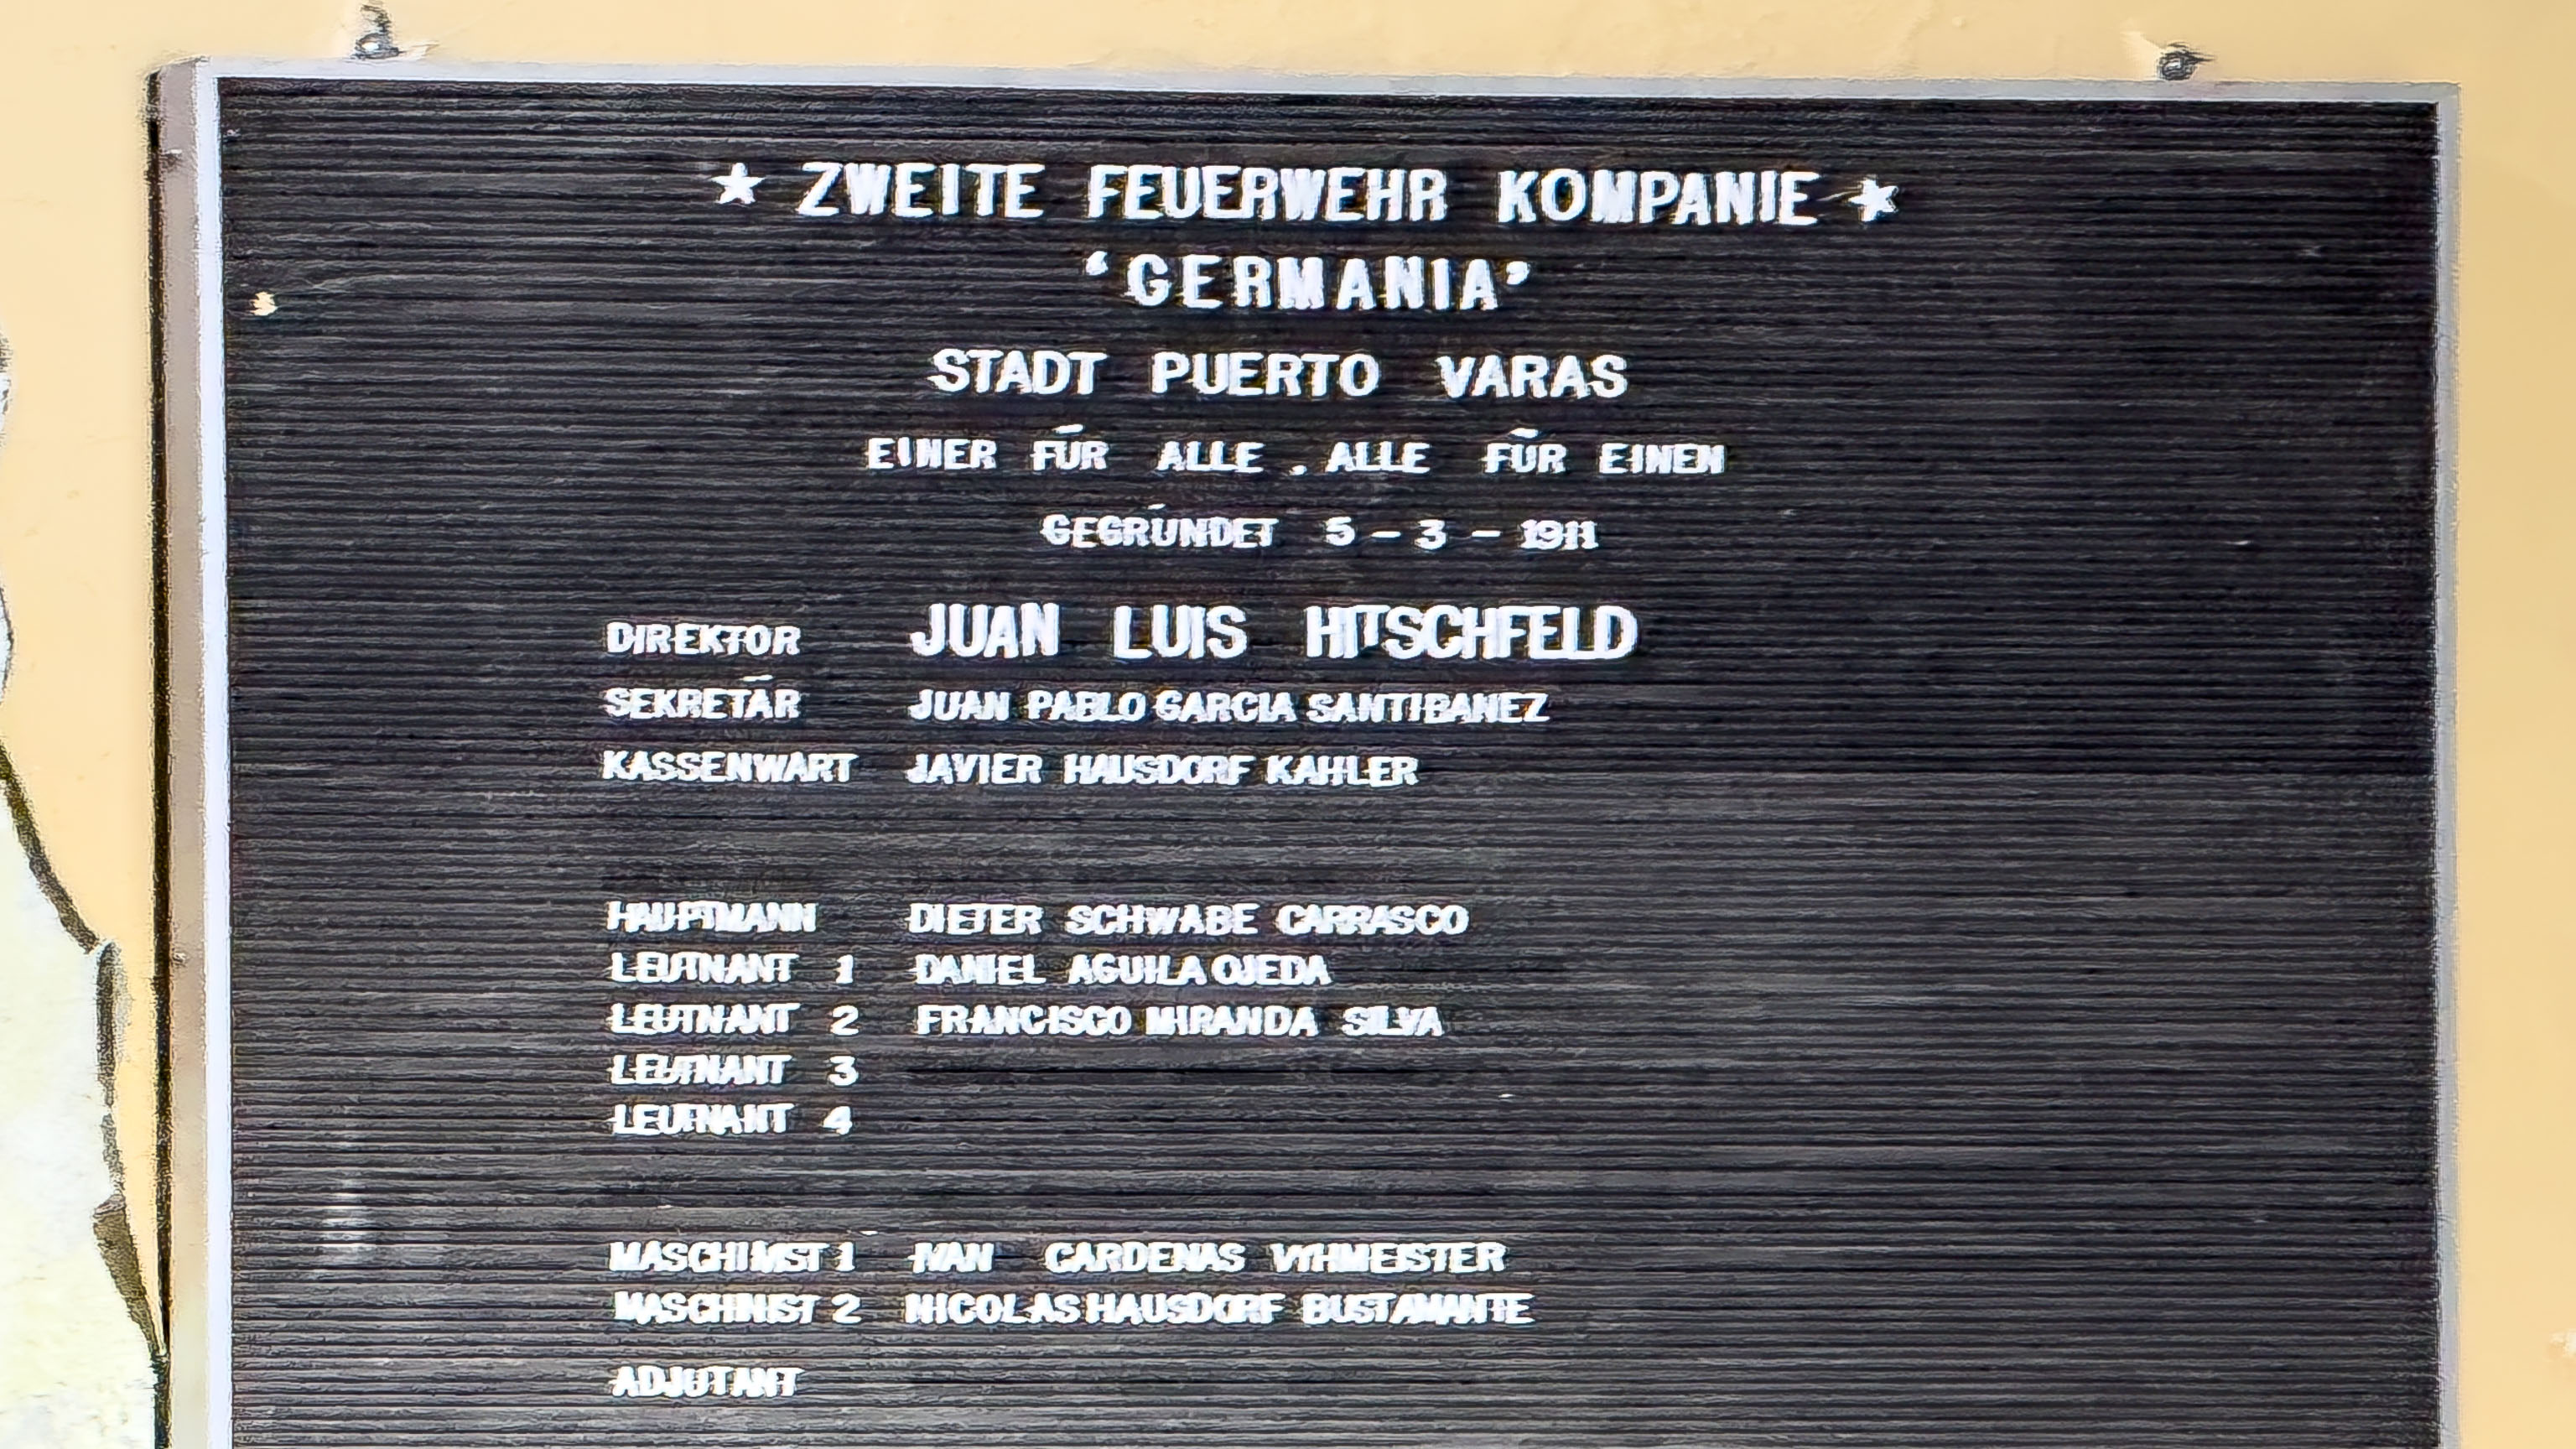 ★ ZWEITE FEUERWEHR KOMPANIE ★
‘GERMANIA’
STADT PUERTO VARAS
EINER FÜR ALLE . ALLE FÜR EINEN
GEGRÜNDET 5 - 3 - 1911
DIREKTOR JUAN LUIS HITSCHFELD
SEKRETÄR JUAN PABLO GARCIA SANTIBANEZ
KASSENWART JAVIER HAUSDORF KAHLER
HAUPTMANN DIETER SCHWABE CARRASCO
LEUTNANT 1 DANIEL AGUILA OJEDA
LEUTNANT 2 FRANCISCO MIRANDA SILVA
LEUTNANT 3
LEUTNANT 4
MASCHINIST 1 IVAN CARDENAS
MASCHINIST 2 NICOLAS HAUSDORF BUSTAMANTE
ADJUTANT